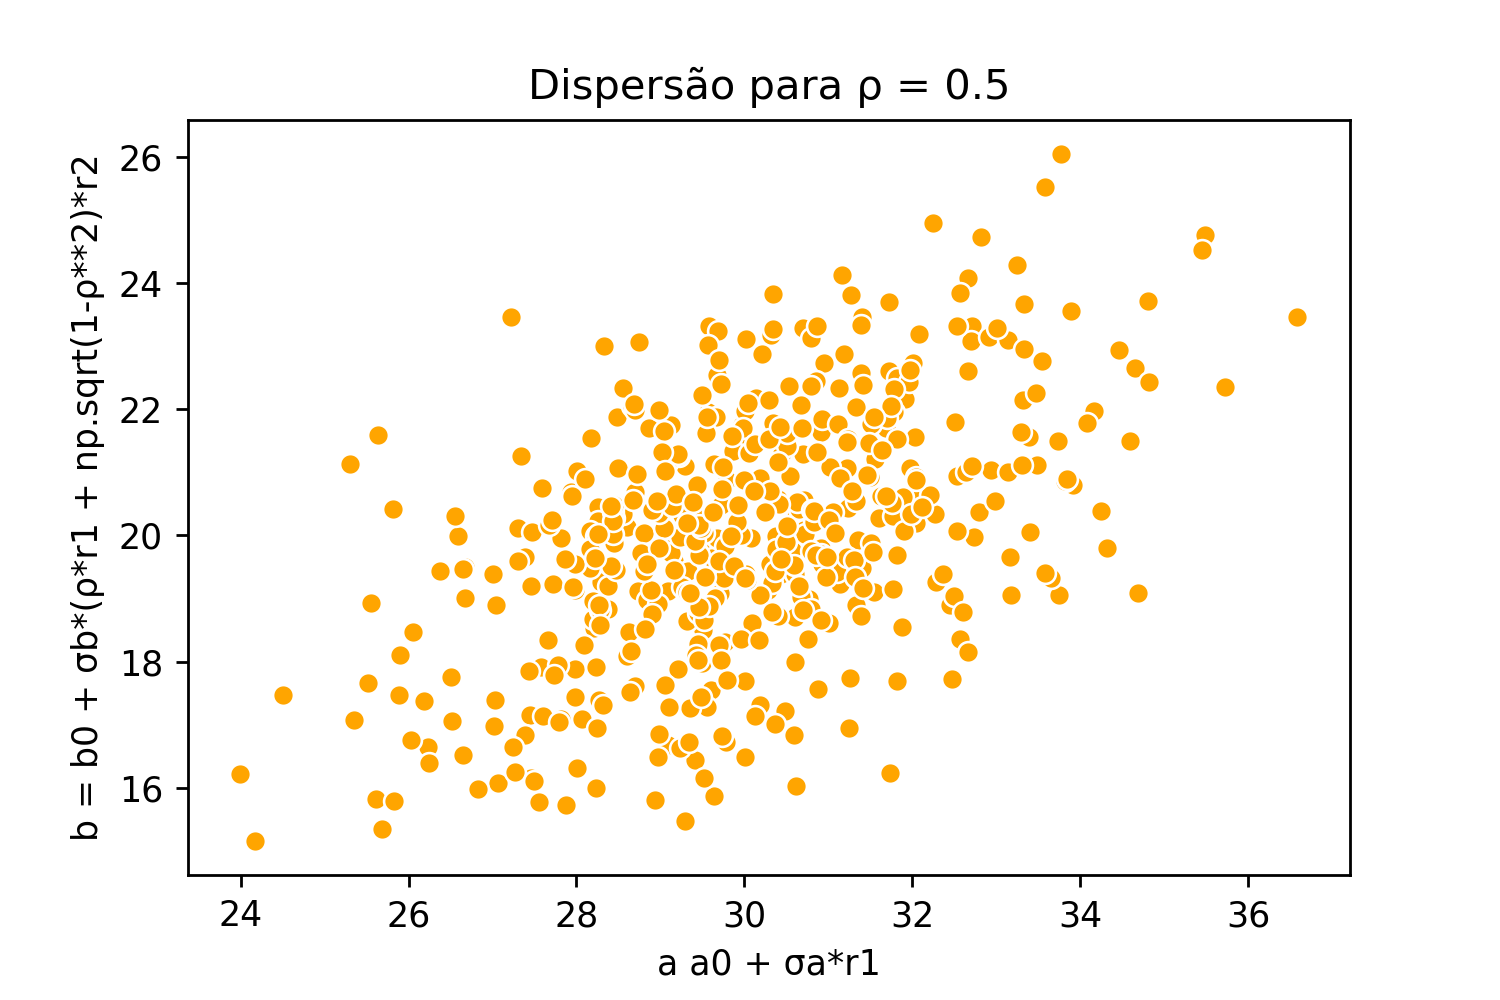 Dispersão para ρ = 0.5
b = b0 + σb*(ρ*r1 + np.sqrt(1-ρ**2)*r2
26
24
22
20
18
16
24 26 28 30 32 34 36
a a0 + σa*r1